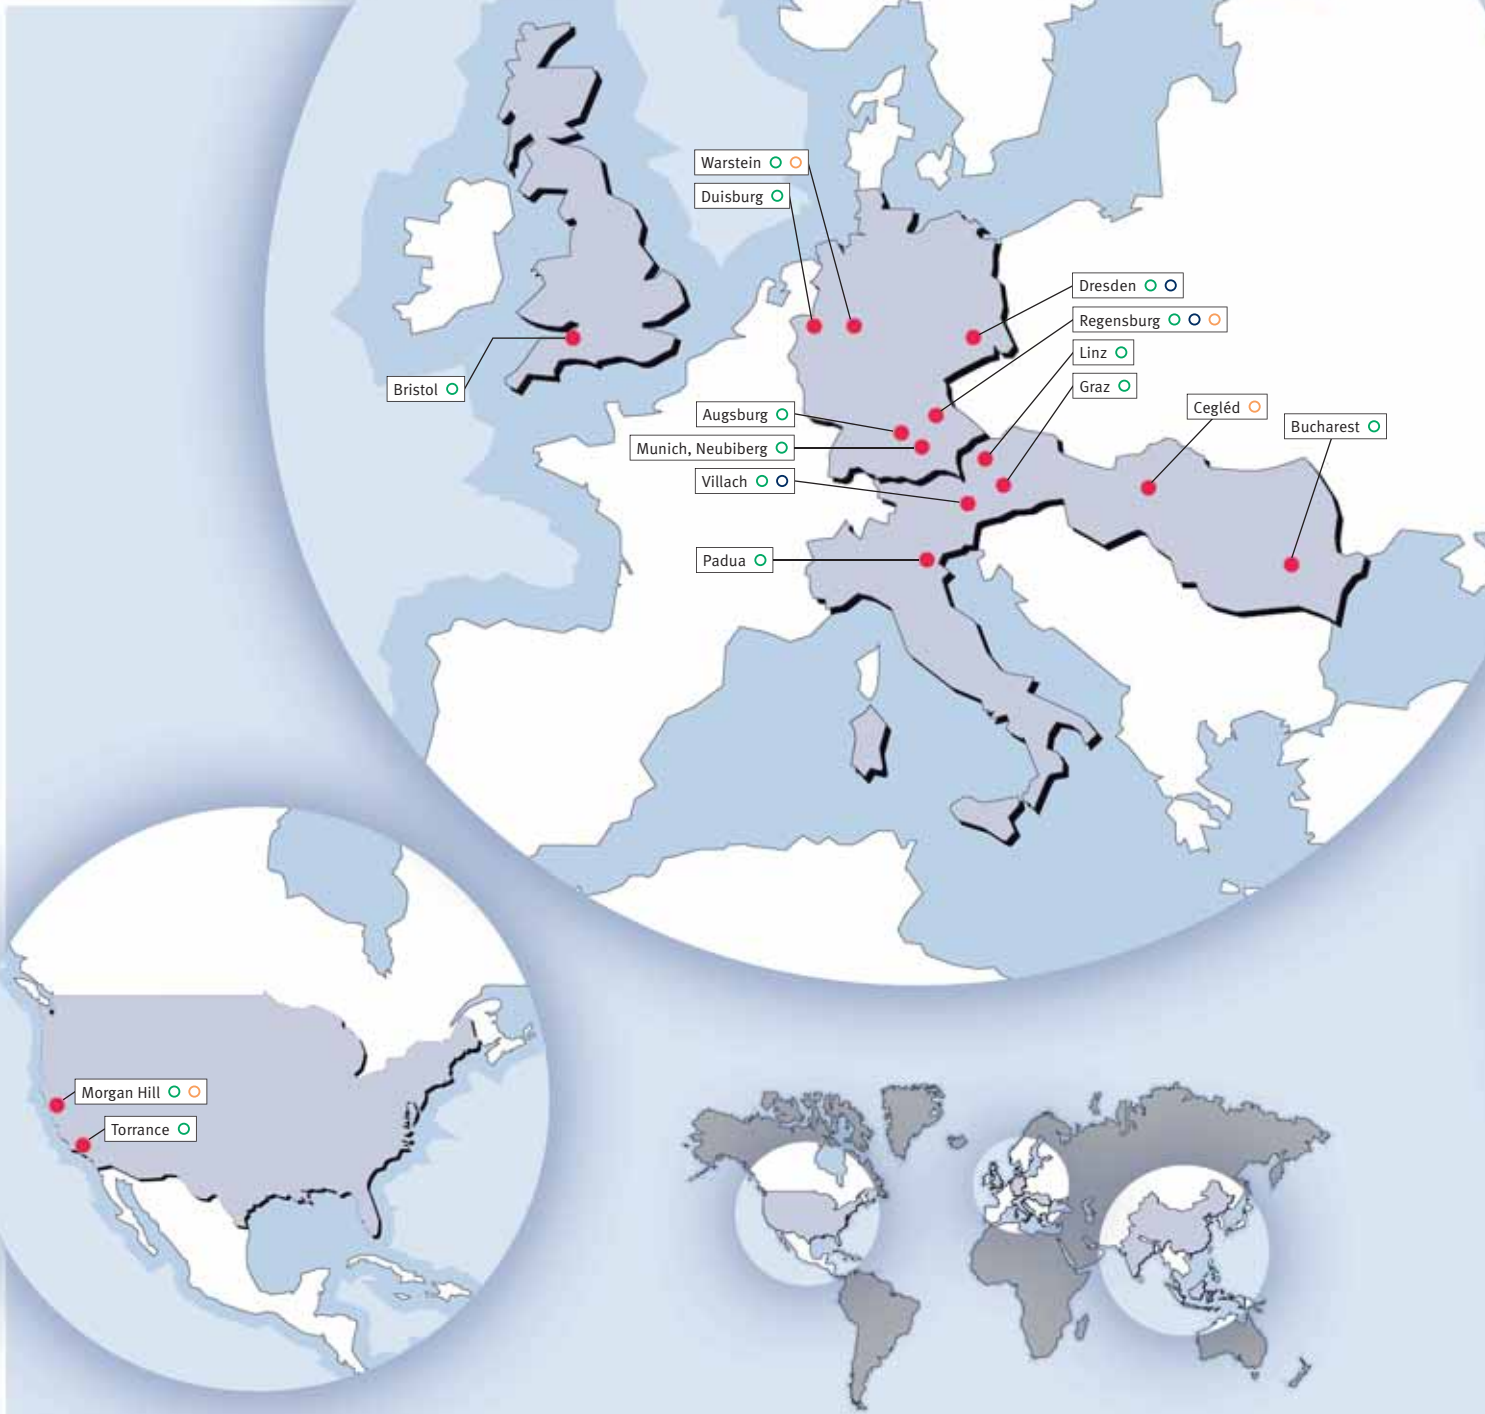 Warstein
Duisburg
Dresden
Regensburg
Linz
Graz
Bristol
Augsburg
Cegléd
Bucharest
Munich, Neubiberg
Villach
Padua
Morgan Hill
Torrance